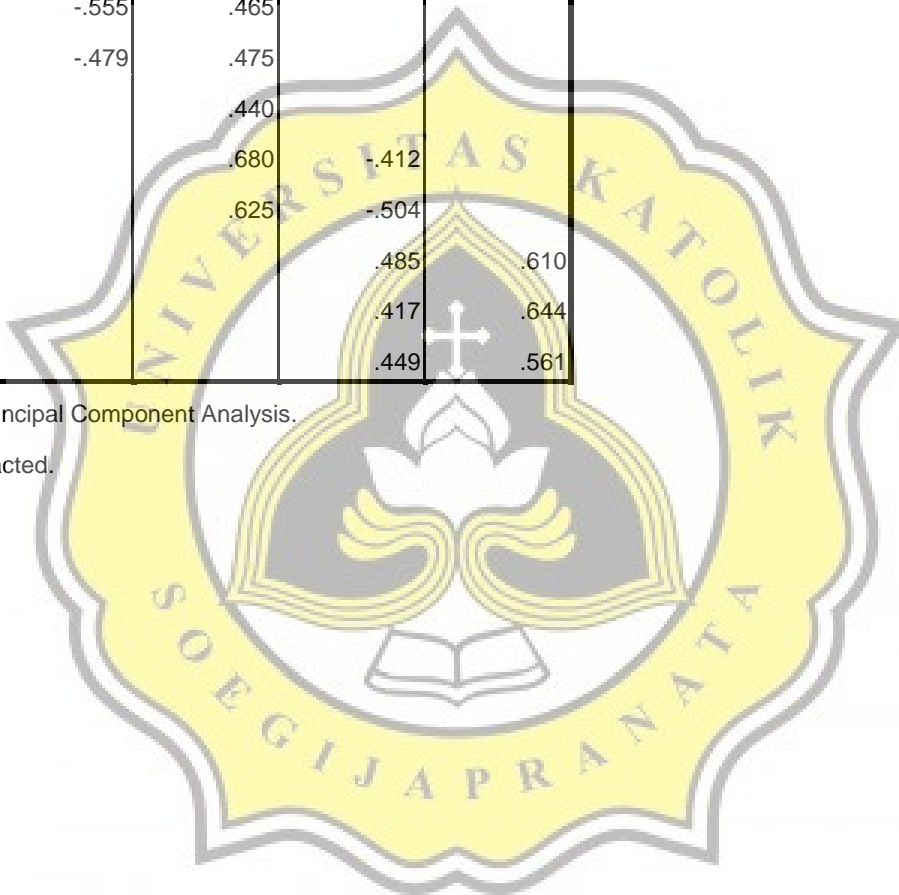 -.555 .465
-.479 .475
.440
.680 -.412
.625 -.504
.485 .610
.417 .644
.449 .561
ncipal Component Analysis.
cted.
UNIVERSITAS KATOLIK
SOEGIJAPRANATA